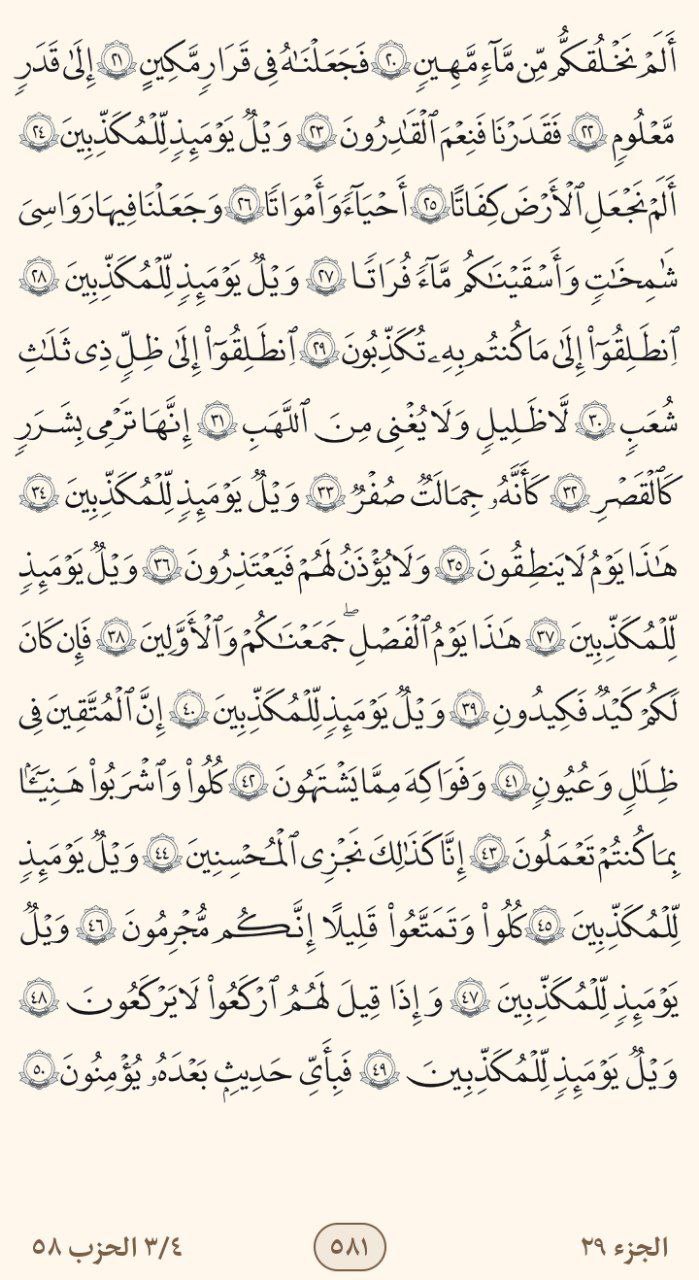 أَلَمْ نَخْلُقكُّم مِّن مَّآءٍ مَّهِينٍ ٢٠ فَجَعَلْنَٰهُ فِى قَرَارٍ مَّكِينٍ ٢١ إِلَىٰ قَدَرٍ
مَّعْلُومٍ ٢٢ فَقَدَرْنَا فَنِعْمَ ٱلْقَٰدِرُونَ ٢٣ وَيْلٌ يَوْمَئِذٍ لِّلْمُكَذِّبِينَ ٢٤
أَلَمْ نَجْعَلِ ٱلْأَرْضَ كِفَاتًا ٢٥ أَحْيَآءً وَأَمْوَٰتًا ٢٦ وَجَعَلْنَا فِيهَا رَوَٰسِىَ
شَٰمِخَٰتٍ وَأَسْقَيْنَٰكُم مَّآءً فُرَاتًا ٢٧ وَيْلٌ يَوْمَئِذٍ لِّلْمُكَذِّبِينَ ٢٨
ٱنطَلِقُوٓا۟ إِلَىٰ مَا كُنتُم بِهِۦ تُكَذِّبُونَ ٢٩ ٱنطَلِقُوٓا۟ إِلَىٰ ظِلٍّ ذِى ثَلَٰثِ
شُعَبٍ ٣٠ لَّا ظَلِيلٍ وَلَا يُغْنِى مِنَ ٱللَّهَبِ ٣١ إِنَّهَا تَرْمِى بِشَرَرٍ
كَٱلْقَصْرِ ٣٢ كَأَنَّهُۥ جِمَٰلَتٌ صُفْرٌ ٣٣ وَيْلٌ يَوْمَئِذٍ لِّلْمُكَذِّبِينَ ٣٤
هَٰذَا يَوْمُ لَا يَنطِقُونَ ٣٥ وَلَا يُؤْذَنُ لَهُمْ فَيَعْتَذِرُونَ ٣٦ وَيْلٌ يَوْمَئِذٍ
لِّلْمُكَذِّبِينَ ٣٧ هَٰذَا يَوْمُ ٱلْفَصْلِ ۖ جَمَعْنَٰكُمْ وَٱلْأَوَّلِينَ ٣٨ فَإِن كَانَ
لَكُمْ كَيْدٌ فَكِيدُونِ ٣٩ وَيْلٌ يَوْمَئِذٍ لِّلْمُكَذِّبِينَ ٤٠ إِنَّ ٱلْمُتَّقِينَ فِى
ظِلَٰلٍ وَعُيُونٍ ٤١ وَفَوَٰكِهَ مِمَّا يَشْتَهُونَ ٤٢ كُلُوا۟ وَٱشْرَبُوا۟ هَنِيٓـًٔۢا
بِمَا كُنتُمْ تَعْمَلُونَ ٤٣ إِنَّا كَذَٰلِكَ نَجْزِى ٱلْمُحْسِنِينَ ٤٤ وَيْلٌ يَوْمَئِذٍ
لِّلْمُكَذِّبِينَ ٤٥ كُلُوا۟ وَتَمَتَّعُوا۟ قَلِيلًا إِنَّكُم مُّجْرِمُونَ ٤٦ وَيْلٌ
يَوْمَئِذٍ لِّلْمُكَذِّبِينَ ٤٧ وَإِذَا قِيلَ لَهُمُ ٱرْكَعُوا۟ لَا يَرْكَعُونَ ٤٨
وَيْلٌ يَوْمَئِذٍ لِّلْمُكَذِّبِينَ ٤٩ فَبِأَىِّ حَدِيثٍۭ بَعْدَهُۥ يُؤْمِنُونَ ٥٠
الجزء ٢٩ ٥٨١ ٣/٤ الحزب ٥٨